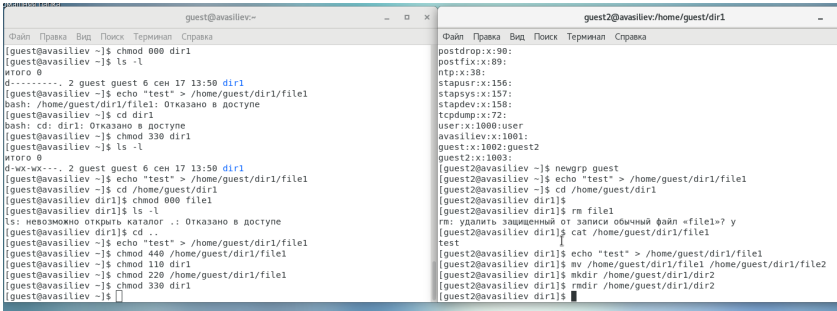 guest@avasiliev:~
Файл Правка Вид Поиск Терминал Справка
[guest@avasiliev ~]$ chmod 000 dir1
[guest@avasiliev ~]$ ls -l
итого 0
d---------. 2 guest guest 6 сен 17 13:50 dir1
[guest@avasiliev ~]$ echo "test" > /home/guest/dir1/file1
bash: /home/guest/dir1/file1: Отказано в доступе
[guest@avasiliev ~]$ cd dir1
bash: cd: dir1: Отказано в доступе
[guest@avasiliev ~]$ chmod 330 dir1
[guest@avasiliev ~]$ ls -l
итого 0
d-wx-wx---. 2 guest guest 6 сен 17 13:50 dir1
[guest@avasiliev ~]$ echo "test" > /home/guest/dir1/file1
[guest@avasiliev ~]$ cd /home/guest/dir1
[guest@avasiliev dir1]$ chmod 000 file1
[guest@avasiliev dir1]$ ls -l
ls: невозможно открыть каталог .: Отказано в доступе
[guest@avasiliev dir1]$ cd ..
[guest@avasiliev ~]$ echo "test" > /home/guest/dir1/file1
[guest@avasiliev ~]$ chmod 440 /home/guest/dir1/file1
[guest@avasiliev ~]$ chmod 110 dir1
[guest@avasiliev ~]$ chmod 220 /home/guest/dir1/file1
[guest@avasiliev ~]$ chmod 330 dir1
[guest@avasiliev ~]$
guest2@avasiliev:/home/guest/dir1
Файл Правка Вид Поиск Терминал Справка
postdrop:x:90:
postfix:x:89:
ntp:x:38:
stapusr:x:156:
stapsys:x:157:
stapdev:x:158:
tcpdump:x:72:
user:x:1000:user
avasiliev:x:1001:
guest:x:1002:guest2
guest2:x:1003:
[guest2@avasiliev ~]$ newgrp guest
[guest2@avasiliev ~]$ echo "test" > /home/guest/dir1/file1
[guest2@avasiliev ~]$ cd /home/guest/dir1
[guest2@avasiliev dir1]$
[guest2@avasiliev dir1]$ rm file1
rm: удалить защищенный от записи обычный файл «file1»? y
[guest2@avasiliev dir1]$ cat /home/guest/dir1/file1
test
[guest2@avasiliev dir1]$ echo "test" > /home/guest/dir1/file1
[guest2@avasiliev dir1]$ mv /home/guest/dir1/file1 /home/guest/dir1/file2
[guest2@avasiliev dir1]$ mkdir /home/guest/dir1/dir2
[guest2@avasiliev dir1]$ rmdir /home/guest/dir1/dir2
[guest2@avasiliev dir1]$